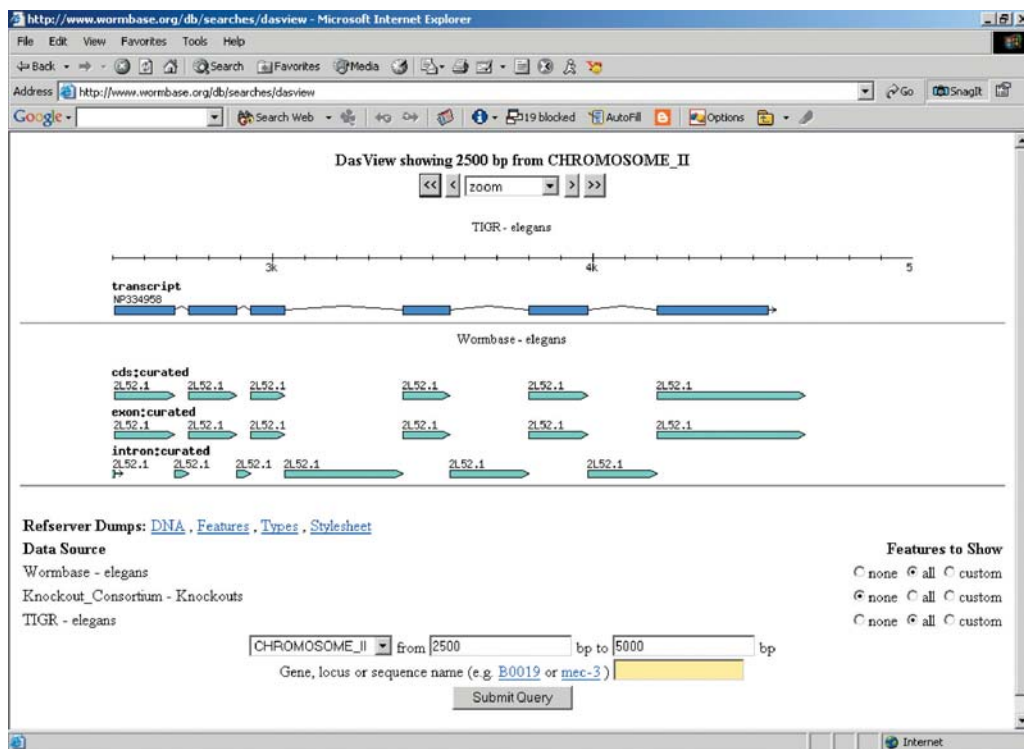 http://www.wormbase.org/db/searches/dasview - Microsoft Internet Explorer
File Edit View Favorites Tools Help
Back Search Favorites Media
Address http://www.wormbase.org/db/searches/dasview Go SnagIt
Google Search Web 19 blocked AutoFill Options
DasView showing 2500 bp from CHROMOSOME_II
<< < zoom > >>
TIGR - elegans
3k 4k 5
transcript
NP334958
Wormbase - elegans
cds:curated
2L52.1 2L52.1 2L52.1 2L52.1 2L52.1 2L52.1
exon:curated
2L52.1 2L52.1 2L52.1 2L52.1 2L52.1 2L52.1
intron:curated
2L52.1 2L52.1 2L52.1 2L52.1 2L52.1 2L52.1
Refserver Dumps: DNA , Features , Types , Stylesheet
Data Source Features to Show
Wormbase - elegans none all custom
Knockout_Consortium - Knockouts none all custom
TIGR - elegans none all custom
CHROMOSOME_II from 2500 bp to 5000 bp
Gene, locus or sequence name (e.g. B0019 or mec-3 )
Submit Query
Internet